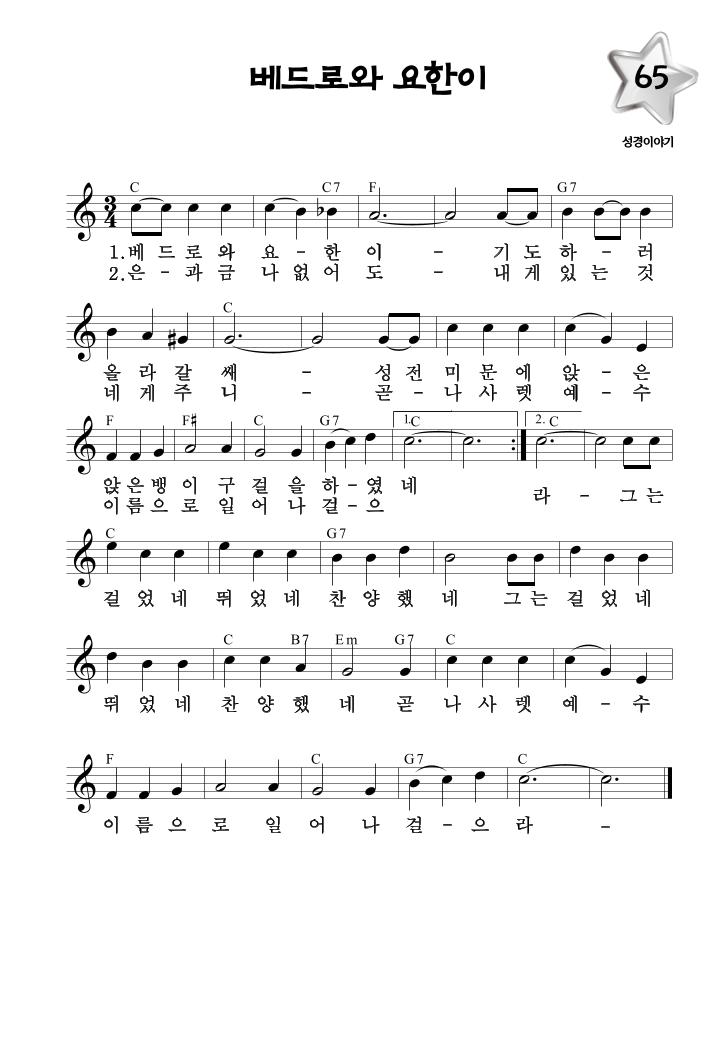 베드로와 요한이
65
성경이야기
C C7 F G7
3
4
1.베 드 로 와 요 - 한 이 - 기 도 하 - 러
2.은 - 과 금 나 없 어 도 - 내 게 있 는 것
C
올 라 갈 쌔 - 성 전 미 문 에 앉 - 은
네 게 주 니 - 곧 - 나 사 렛 예 - 수
F F# C G7 1. C 2. C
앉 은 뱅 이 구 걸 을 하 - 였 네
이 름 으 로 일 어 나 걸 - 으
라 - 그 는
C G7
걸 었 네 뛰 었 네 찬 양 했 네 그 는 걸 었 네
C B7 Em G7 C
뛰 었 네 찬 양 했 네 곧 나 사 렛 예 - 수
F C G7 C
이 름 으 로 일 어 나 걸 - 으 라 -